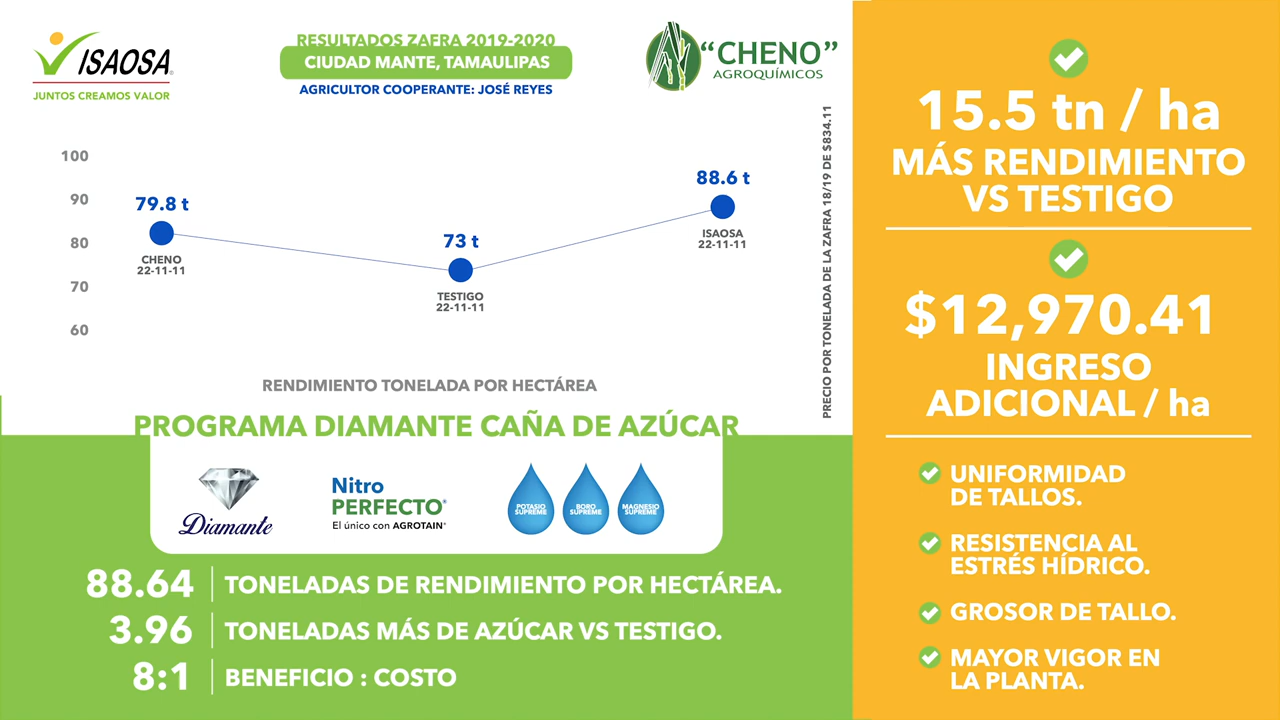 ISAOSA
JUNTOS CREAMOS VALOR
RESULTADOS ZAFRA 2019-2020
CIUDAD MANTE, TAMAULIPAS
AGRICULTOR COOPERANTE: JOSÉ REYES
"CHENO"
AGROQUÍMICOS
100
90
80
70
60
79.8 t
CHENO
22-11-11
73 t
TESTIGO
22-11-11
88.6 t
ISAOSA
22-11-11
PRECIO POR TONELADA DE LA ZAFRA 18/19 DE $834.11
RENDIMIENTO TONELADA POR HECTÁREA
PROGRAMA DIAMANTE CAÑA DE AZÚCAR
Diamante
Nitro
PERFECTO®
El único con AGROTAIN®
POTASIO
SUPREME
BORO
SUPREME
MAGNESIO
SUPREME
88.64 TONELADAS DE RENDIMIENTO POR HECTÁREA.
3.96 TONELADAS MÁS DE AZÚCAR VS TESTIGO.
8:1 BENEFICIO : COSTO
15.5 tn / ha
MÁS RENDIMIENTO
VS TESTIGO
$12,970.41
INGRESO
ADICIONAL / ha
UNIFORMIDAD
DE TALLOS.
RESISTENCIA AL
ESTRÉS HÍDRICO.
GROSOR DE TALLO.
MAYOR VIGOR EN
LA PLANTA.